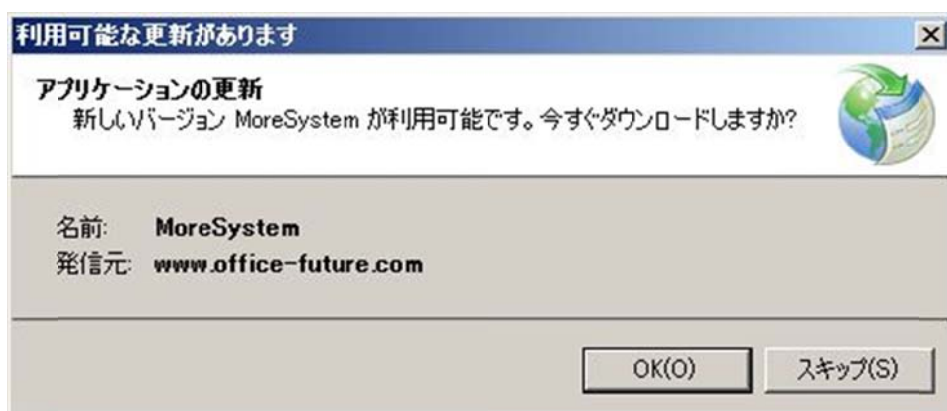 利用可能な更新があります
アプリケーションの更新
新しいバージョン MoreSystem が利用可能です。今すぐダウンロードしますか?
名前: MoreSystem
発信元: www.office-future.com
OK(O) スキップ(S)